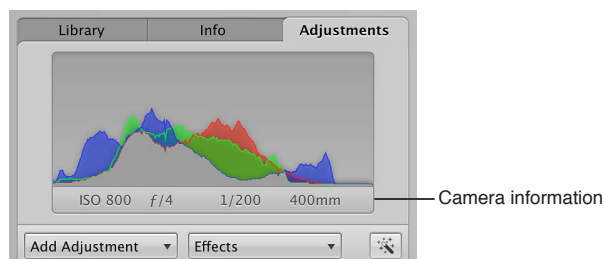 Library Info Adjustments
ISO 800 ƒ/4 1/200 400mm
Camera information
Add Adjustment Effects